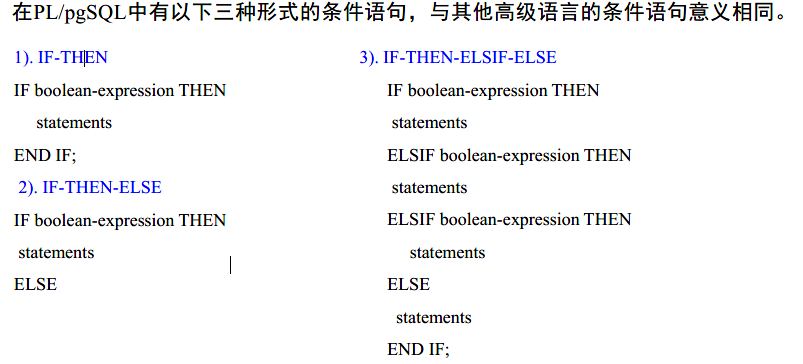 在PL/pgSQL中有以下三种形式的条件语句，与其他高级语言的条件语句意义相同。
1). IF-THEN
IF boolean-expression THEN
statements
END IF;
2). IF-THEN-ELSE
IF boolean-expression THEN
statements
ELSE
3). IF-THEN-ELSIF-ELSE
IF boolean-expression THEN
statements
ELSIF boolean-expression THEN
statements
ELSIF boolean-expression THEN
statements
ELSE
statements
END IF;